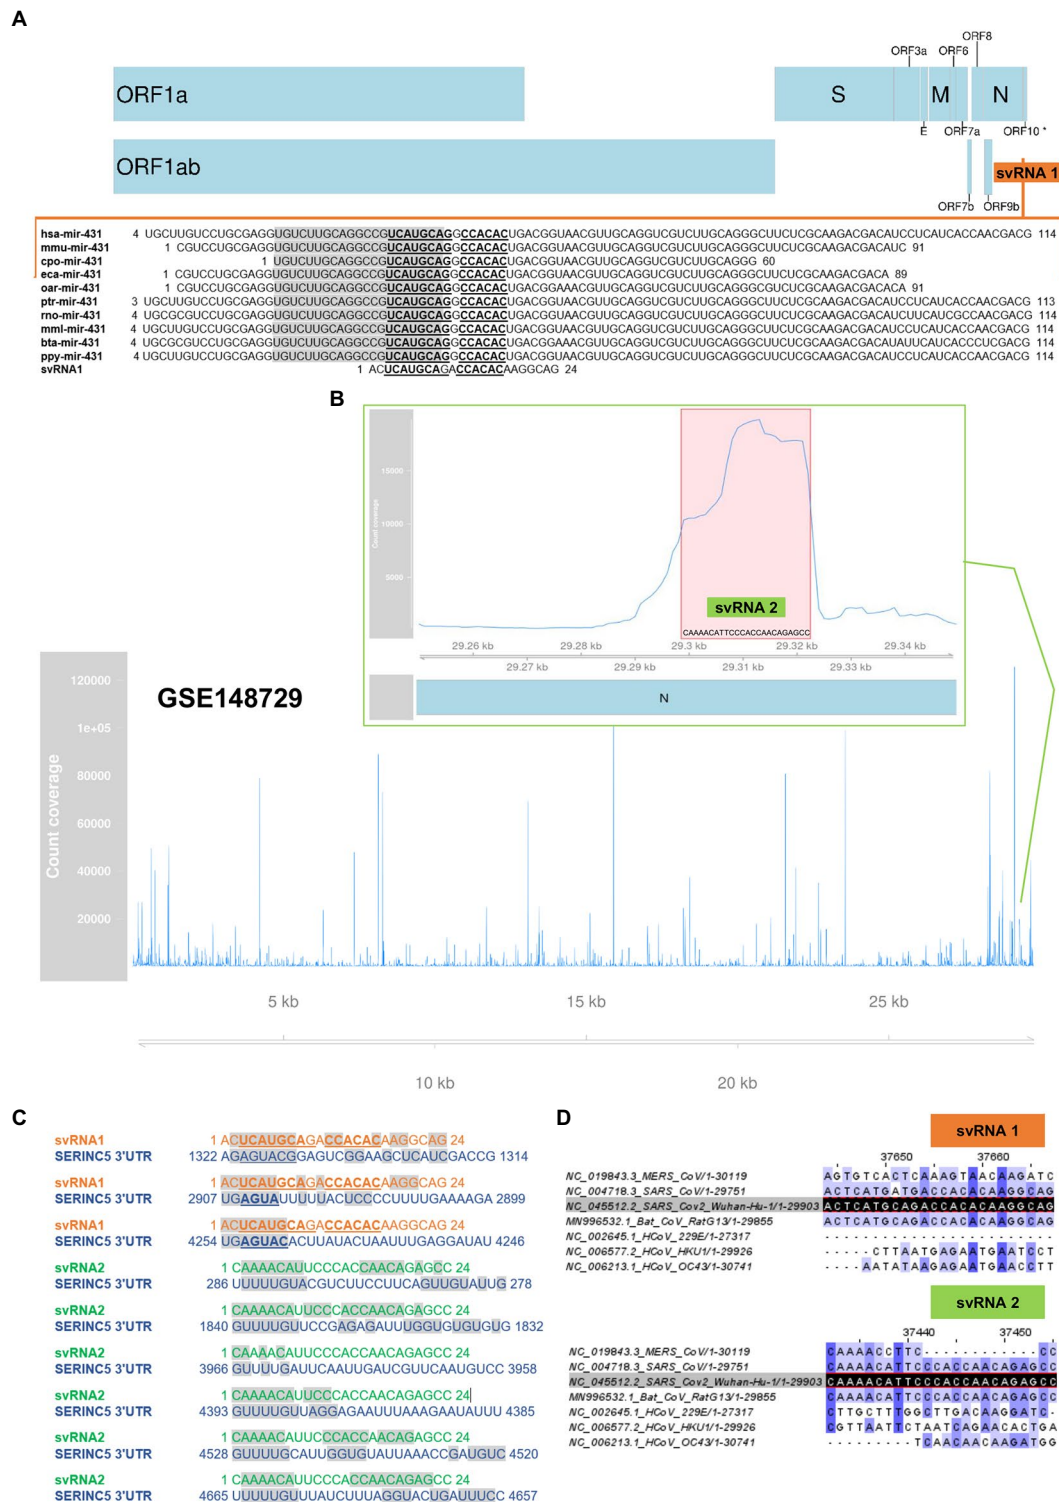 A
ORF8
ORF3a ORF6
ORF1a S M N
E ORF7a ORF10 *
ORF1ab
svRNA 1
ORF7b ORF9b
hsa-mir-431 4 UGCUUGUCCUGCGAGGUGUCUUGCAGGCCGUCAUGCAGGCCACACUGACGGUAACGUUGCAGGUCGUCUUGCAGGGCUUCUCGCAAGACGACAUCCUCAUCACCAACGACG 114
mmu-mir-431 1 CGUCCUGCGAGGUGUCUUGCAGGCCGUCAUGCAGGCCACACUGACGGUAACGUUGCAGGUCGUCUUGCAGGGCUUCUCGCAAGACGACAUC 91
cpo-mir-431 1 UGUCUUGCAGGCCGUCAUGCAGGCCACACUGACGGUAACGUUGCAGGUCGUCUUGCAGGG 60
eca-mir-431 1 CGUCCUGCGAGGUGUCUUGCAGGCCGUCAUGCAGGCCACACUGACGGUAACGUUGCAGGUCGUCUUGCAGGGCUUCUCGCAAGACGACA 89
oar-mir-431 1 CGUCCUGCGAGGUGUCUUGCAGGCCGUCAUGCAGGCCACACUGACGGAAACGUUGCAGGUCGUCUUGCAGGGCUUCUCGCAAGACGACACA 91
ptr-mir-431 3 UGCUUGUCCUGCGAGGUGUCUUGCAGGCCGUCAUGCAGGCCACACUGACGGUAACGUUGCAGGUCGUCUUGCAGGGCUUCUCGCAAGACGACAUCCUCAUCACCAACGACG 113
rno-mir-431 4 UGCGCGUCCUGCGAGGUGUCUUGCAGGCCGUCAUGCAGGCCACACUGACGGUAACGUUGCAGGUCGUCUUGCAGGGCUUCUCGCAAGACGACAUCUUCAUCGCCAACGACG 114
mml-mir-431 4 UGCUUGUCCUGCGAGGUGUCUUGCAGGCCGUCAUGCAGGCCACACUGACGGUAACGUUGCAGGUCGUCUUGCAGGGCUUCUCGCAAGACGACAUCCUCAUCACCAACGACG 114
bta-mir-431 4 UGCGCGUCCUGCGAGGUGUCUUGCAGGCCGUCAUGCAGGCCACACUGACGGAAACGUUGCAGGUCGUCUUGCAGGGCUUCUCGCAAGACGACAUAUUCAUCACCCUCGACG 114
ppy-mir-431 4 UGCUUGUCCUGCGAGGUGUCUUGCAGGCCGUCAUGCAGGCCACACUGACGGUAACGUUGCAGGUCGUCUUGCAGGGCUUCUCGCAAGACGACAUCCUCAUCACCAACGACG 114
svRNA1 1 ACUCAUGCAGACCACACAAGGCAG 24
B
Count coverage
15000
10000
5000
svRNA 2
CAAAACATTCCCACCAACAGAGCC
29.26 kb 29.28 kb 29.3 kb 29.32 kb 29.34 kb
29.27 kb 29.29 kb 29.31 kb 29.33 kb
N
GSE148729
Count coverage
120000
1e+05
80000
60000
40000
20000
5 kb 15 kb 25 kb
10 kb 20 kb
C
svRNA1 1 ACUCAUGCAGACCACACAAGGCAG 24
SERINC5 3'UTR 1322 AGAGUACGGAGUCGGAAGCUCAUCGACCG 1314
svRNA1 1 ACUCAUGCAGACCACACAAGGCAG 24
SERINC5 3'UTR 2907 UGAGUAUUUUUACUCCCCUUUUGAAAAGA 2899
svRNA1 1 ACUCAUGCAGACCACACAAGGCAG 24
SERINC5 3'UTR 4254 UGAGUACACUUAUACUAAUUUGAGGAUAU 4246
svRNA2 1 CAAAACAUUCCCACCAACAGAGCC 24
SERINC5 3'UTR 286 UUUUUGUACGUCUUCCUUCAGUUGUAUUG 278
svRNA2 1 CAAAACAUUCCCACCAACAGAGCC 24
SERINC5 3'UTR 1840 GUUUUGUUCCGAGAGAUUUGGUGUGUGUG 1832
svRNA2 1 CAAAACAUUCCCACCAACAGAGCC 24
SERINC5 3'UTR 3966 GUUUUGAUUCAAUUGAUCGUUCAAUGUCC 3958
svRNA2 1 CAAAACAUUCCCACCAACAGAGCC 24
SERINC5 3'UTR 4393 GUUUUGUUAGGAGAAUUUAAAGAAUAUUU 4385
svRNA2 1 CAAAACAUUCCCACCAACAGAGCC 24
SERINC5 3'UTR 4528 GUUUUGCAUUGGGUGUAUUAAACCGAUGUC 4520
svRNA2 1 CAAAACAUUCCCACCAACAGAGCC 24
SERINC5 3'UTR 4665 UUUUUGUUUAUCUUUAGGUACUGAUUUCC 4657
D
svRNA 1
37650 37660
NC_019843.3_MERS_CoV/1-30119 AGTGTCACTCAAAGTAACAAGATC
NC_004718.3_SARS_CoV/1-29751 ACTCATGATGACCACACAAGGCAG
NC_045512.2_SARS_Cov2_Wuhan-Hu-1/1-29903 ACTCATGCAGACCACACAAGGCAG
MN996532.1_Bat_CoV_RatG13/1-29855 ACTCATGCAGACCACACAAGGCAG
NC_002645.1_HCoV_229E/1-27317 ------------------------
NC_006577.2_HCoV_HKU1/1-29926 -----CTTAATGAGAATGAATCCT
NC_006213.1_HCoV_OC43/1-30741 ----AATATAAGAGAATGAACCTT
svRNA 2
37440 37450
NC_019843.3_MERS_CoV/1-30119 CAAAACCTTC------------CC
NC_004718.3_SARS_CoV/1-29751 CAAAACATTCCCACCAACAGAGCC
NC_045512.2_SARS_Cov2_Wuhan-Hu-1/1-29903 CAAAACATTCCCACCAACAGAGCC
MN996532.1_Bat_CoV_RatG13/1-29855 CAAAACATTCCCACCAACAGAGCC
NC_002645.1_HCoV_229E/1-27317 CTTGCTTTGGCTTGACAAGGATC-
NC_006577.2_HCoV_HKU1/1-29926 CGTTAATTCTAATCAGAACACTGA
NC_006213.1_HCoV_OC43/1-30741 ---------TCAACAACAAGATGG